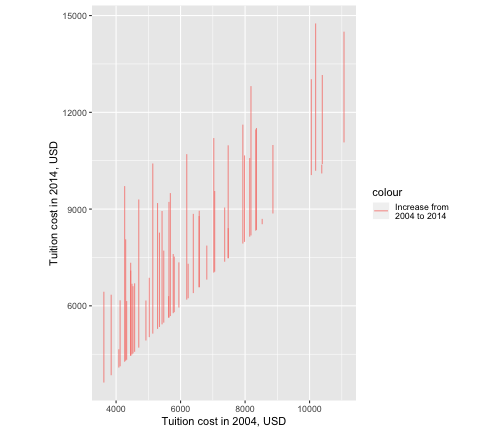 15000
12000
9000
6000
Tuition cost in 2014, USD
4000 6000 8000 10000
Tuition cost in 2004, USD
colour
Increase from
2004 to 2014